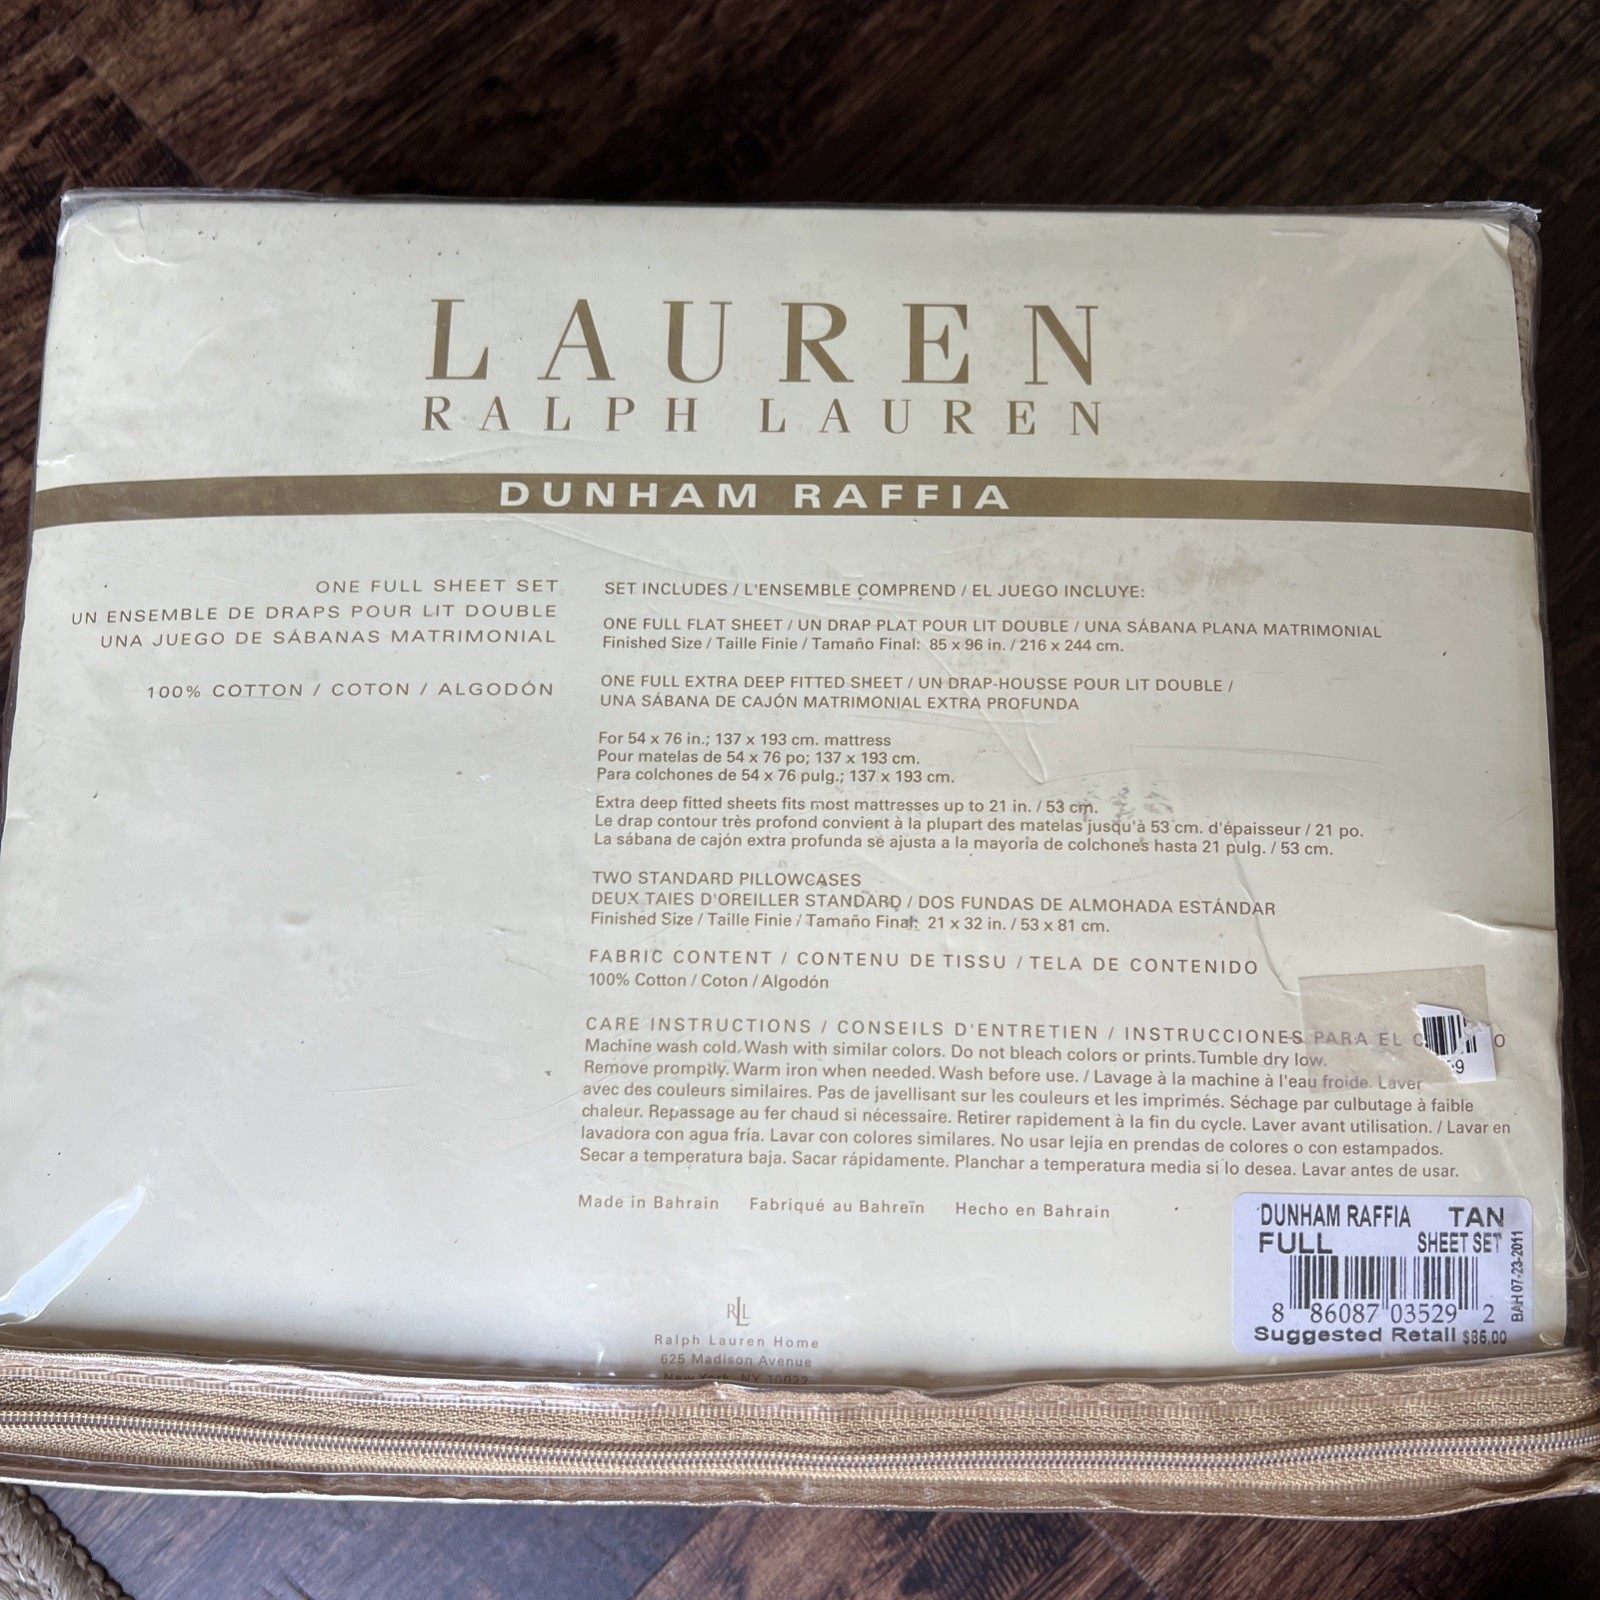 LAUREN
RALPH LAUREN
DUNHAM RAFFIA
ONE FULL SHEET SET
UN ENSEMBLE DE DRAPS POUR LIT DOUBLE
UNA JUEGO DE SÁBANAS MATRIMONIAL
100% COTTON / COTON / ALGODÓN
SET INCLUDES / L'ENSEMBLE COMPREND / EL JUEGO INCLUYE:
ONE FULL FLAT SHEET / UN DRAP PLAT POUR LIT DOUBLE / UNA SÁBANA PLANA MATRIMONIAL
Finished Size / Taille Finie / Tamaño Final: 85 x 96 in. / 216 x 244 cm.
ONE FULL EXTRA DEEP FITTED SHEET / UN DRAP-HOUSSE POUR LIT DOUBLE /
UNA SÁBANA DE CAJÓN MATRIMONIAL EXTRA PROFUNDA
For 54 x 76 in.; 137 x 193 cm. mattress
Pour matelas de 54 x 76 po; 137 x 193 cm.
Para colchones de 54 x 76 pulg.; 137 x 193 cm.
Extra deep fitted sheets fits most mattresses up to 21 in. / 53 cm.
Le drap contour très profond convient à la plupart des matelas jusqu'à 53 cm. d'épaisseur / 21 po.
La sábana de cajón extra profunda se ajusta a la mayoria de colchones hasta 21 pulg. / 53 cm.
TWO STANDARD PILLOWCASES
DEUX TAIES D'OREILLER STANDARD / DOS FUNDAS DE ALMOHADA ESTÁNDAR
Finished Size / Taille Finie / Tamaño Final: 21 x 32 in. / 53 x 81 cm.
FABRIC CONTENT / CONTENU DE TISSU / TELA DE CONTENIDO
100% Cotton / Coton / Algodón
CARE INSTRUCTIONS / CONSEILS D'ENTRETIEN / INSTRUCCIONES PARA EL
Machine wash cold. Wash with similar colors. Do not bleach colors or prints. Tumble dry low.
Remove promptly. Warm iron when needed. Wash before use. / Lavage à la machine à l'eau froide. Laver
avec des couleurs similaires. Pas de javellisant sur les couleurs et les imprimés. Séchage par culbutage à faible
chaleur. Repassage au fer chaud si nécessaire. Retirer rapidement à la fin du cycle. Laver avant utilisation. / Lavar en
lavadora con agua fría. Lavar con colores similares. No usar lejía en prendas de colores o con estampados.
Secar a temperatura baja. Sacar rápidamente. Planchar a temperatura media si lo desea. Lavar antes de usar.
Made in Bahrain Fabriqué au Bahreïn Hecho en Bahrain
DUNHAM RAFFIA TAN
FULL SHEET SET
BAH 07-23-2011
8 86087 03529 2
Suggested Retail
RLL
Ralph Lauren Home
625 Madison Avenue
New York, NY 10022